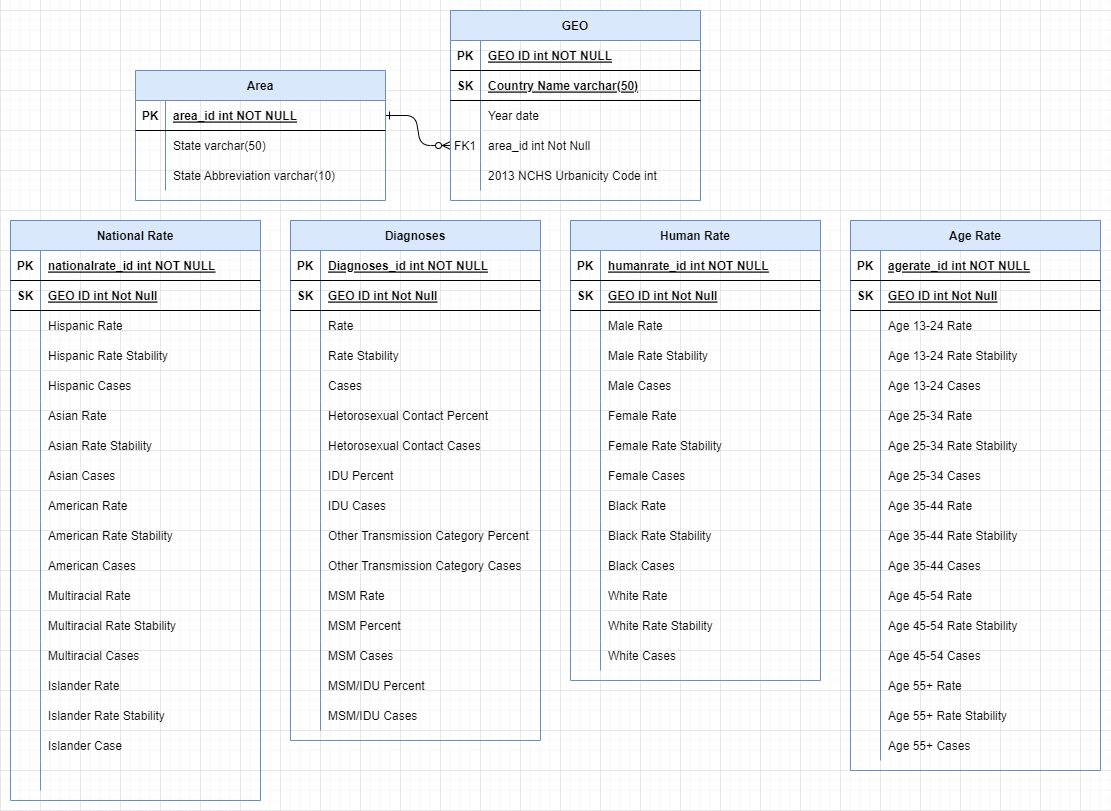 GEO
PK GEO ID int NOT NULL
SK Country Name varchar(50)
Year date
FK1 area_id int Not Null
2013 NCHS Urbanicity Code int
Area
PK area_id int NOT NULL
State varchar(50)
State Abbreviation varchar(10)
National Rate
PK nationalrate_id int NOT NULL
SK GEO ID int Not Null
Hispanic Rate
Hispanic Rate Stability
Hispanic Cases
Asian Rate
Asian Rate Stability
Asian Cases
American Rate
American Rate Stability
American Cases
Multiracial Rate
Multiracial Rate Stability
Multiracial Cases
Islander Rate
Islander Rate Stability
Islander Case
Diagnoses
PK Diagnoses_id int NOT NULL
SK GEO ID int Not Null
Rate
Rate Stability
Cases
Hetorosexual Contact Percent
Hetorosexual Contact Cases
IDU Percent
IDU Cases
Other Transmission Category Percent
Other Transmission Category Cases
MSM Rate
MSM Percent
MSM Cases
MSM/IDU Percent
MSM/IDU Cases
Human Rate
PK humanrate_id int NOT NULL
SK GEO ID int Not Null
Male Rate
Male Rate Stability
Male Cases
Female Rate
Female Rate Stability
Female Cases
Black Rate
Black Rate Stability
Black Cases
White Rate
White Rate Stability
White Cases
Age Rate
PK agerate_id int NOT NULL
SK GEO ID int Not Null
Age 13-24 Rate
Age 13-24 Rate Stability
Age 13-24 Cases
Age 25-34 Rate
Age 25-34 Rate Stability
Age 25-34 Cases
Age 35-44 Rate
Age 35-44 Rate Stability
Age 35-44 Cases
Age 45-54 Rate
Age 45-54 Rate Stability
Age 45-54 Cases
Age 55+ Rate
Age 55+ Rate Stability
Age 55+ Cases